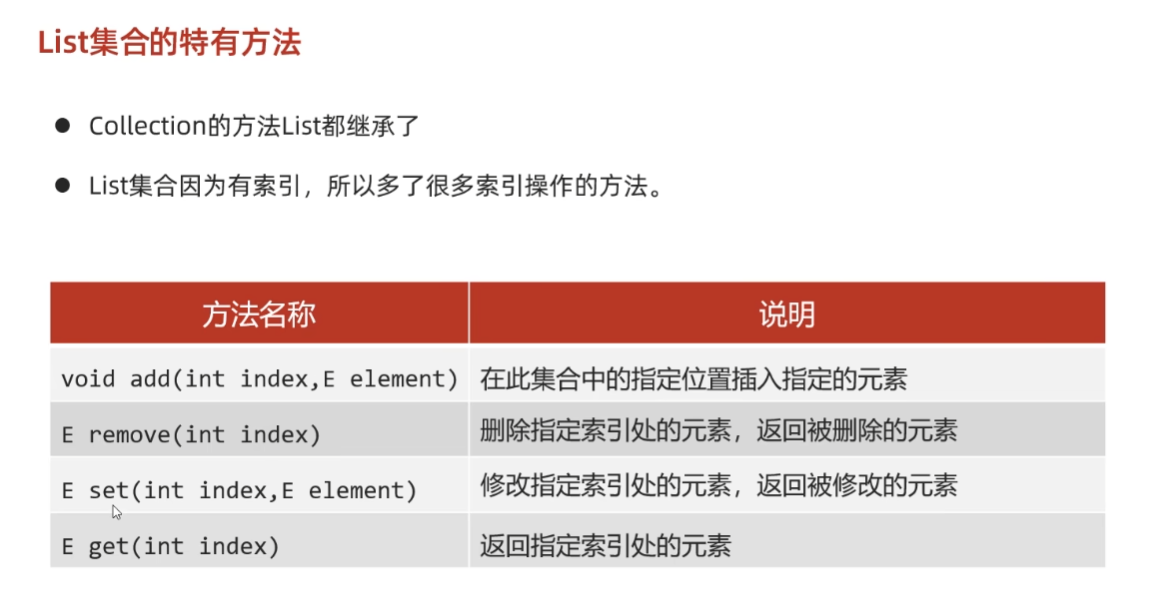 List集合的特有方法
● Collection的方法List都继承了
● List集合因为有索引，所以多了很多索引操作的方法。
方法名称 说明
void add(int index,E element) 在此集合中的指定位置插入指定的元素
E remove(int index) 删除指定索引处的元素，返回被删除的元素
E set(int index,E element) 修改指定索引处的元素，返回被修改的元素
E get(int index) 返回指定索引处的元素